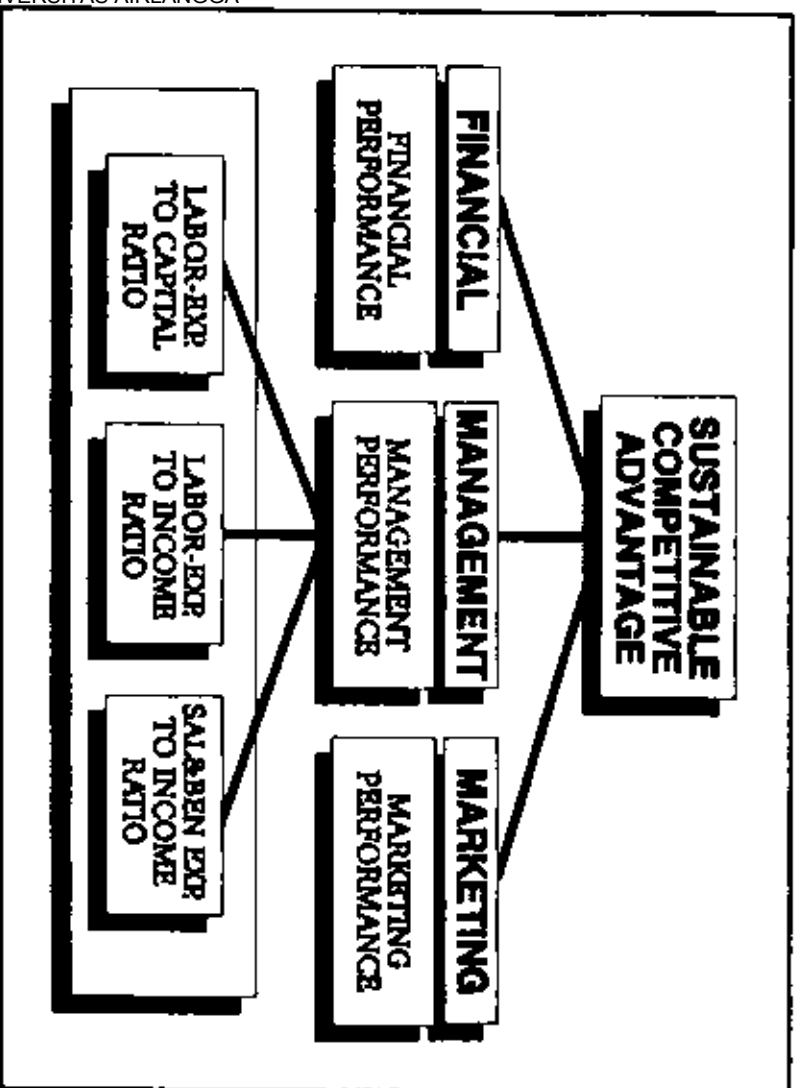 SUSTAINABLE
COMPETITIVE
ADVANTAGE
FINANCIAL
FINANCIAL
PERFORMANCE
MANAGEMENT
MANAGEMENT
PERFORMANCE
MARKETING
MARKETING
PERFORMANCE
LABOR-EXP.
TO CAPITAL
RATIO
LABOR-EXP.
TO INCOME
RATIO
SAL&BEN EXP.
TO INCOME
RATIO